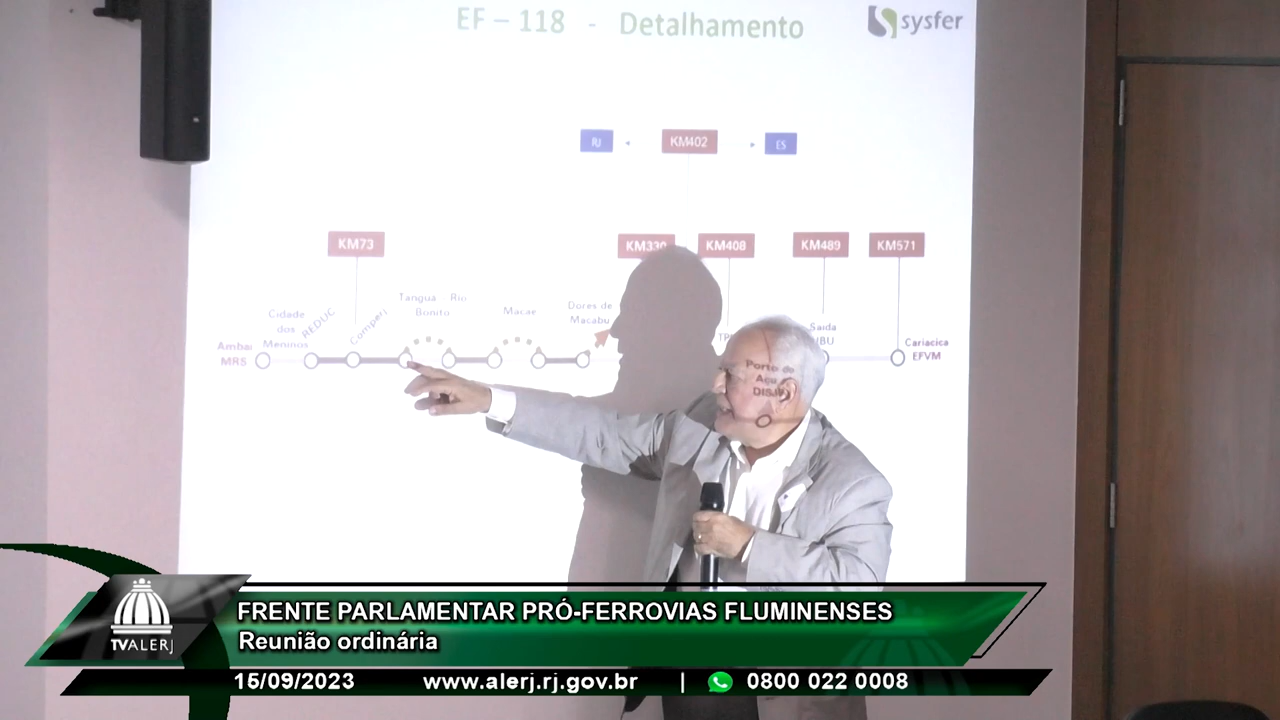 EF – 118 - Detalhamento
sysfer
RJ
KM402
ES
KM73
KM330
KM408
KM489
KM571
Cidade
dos
Meninos
REDUC
Comperj
Tangua
Rio
Bonito
Macae
Dores de
Macabu
Saida
UBU
Ambai
MRS
Cariacica
EFVM
Porto do
Açu
FRENTE PARLAMENTAR PRÓ-FERROVIAS FLUMINENSES
Reunião ordinária
TVALERJ
15/09/2023 www.alerj.rj.gov.br | 0800 022 0008